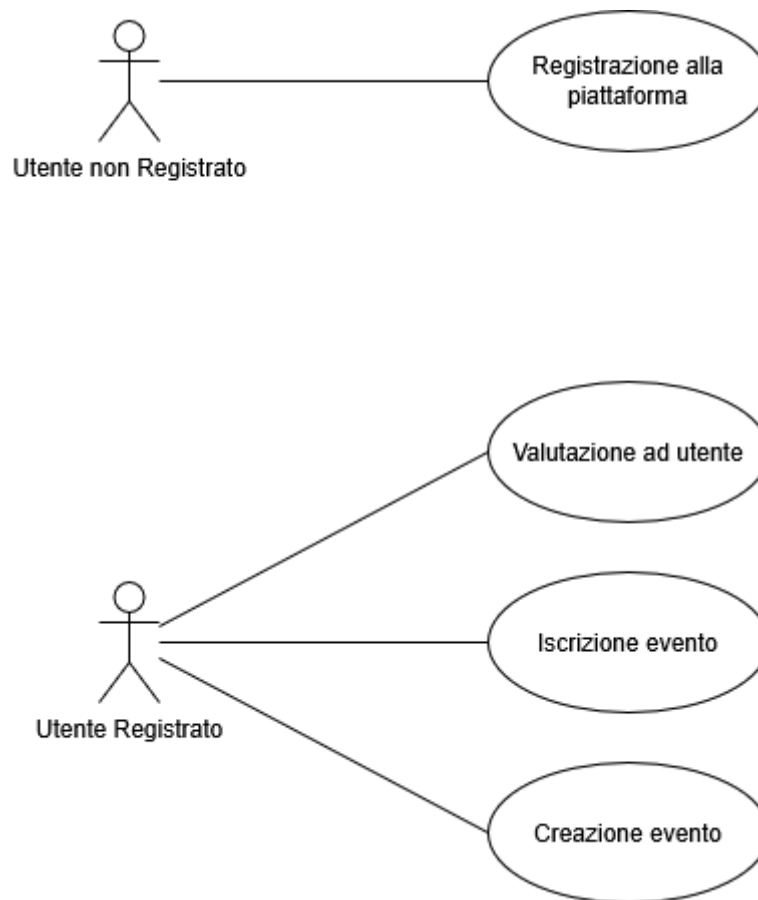 Registrazione alla
piattaforma
Utente non Registrato
Valutazione ad utente
Iscrizione evento
Utente Registrato
Creazione evento